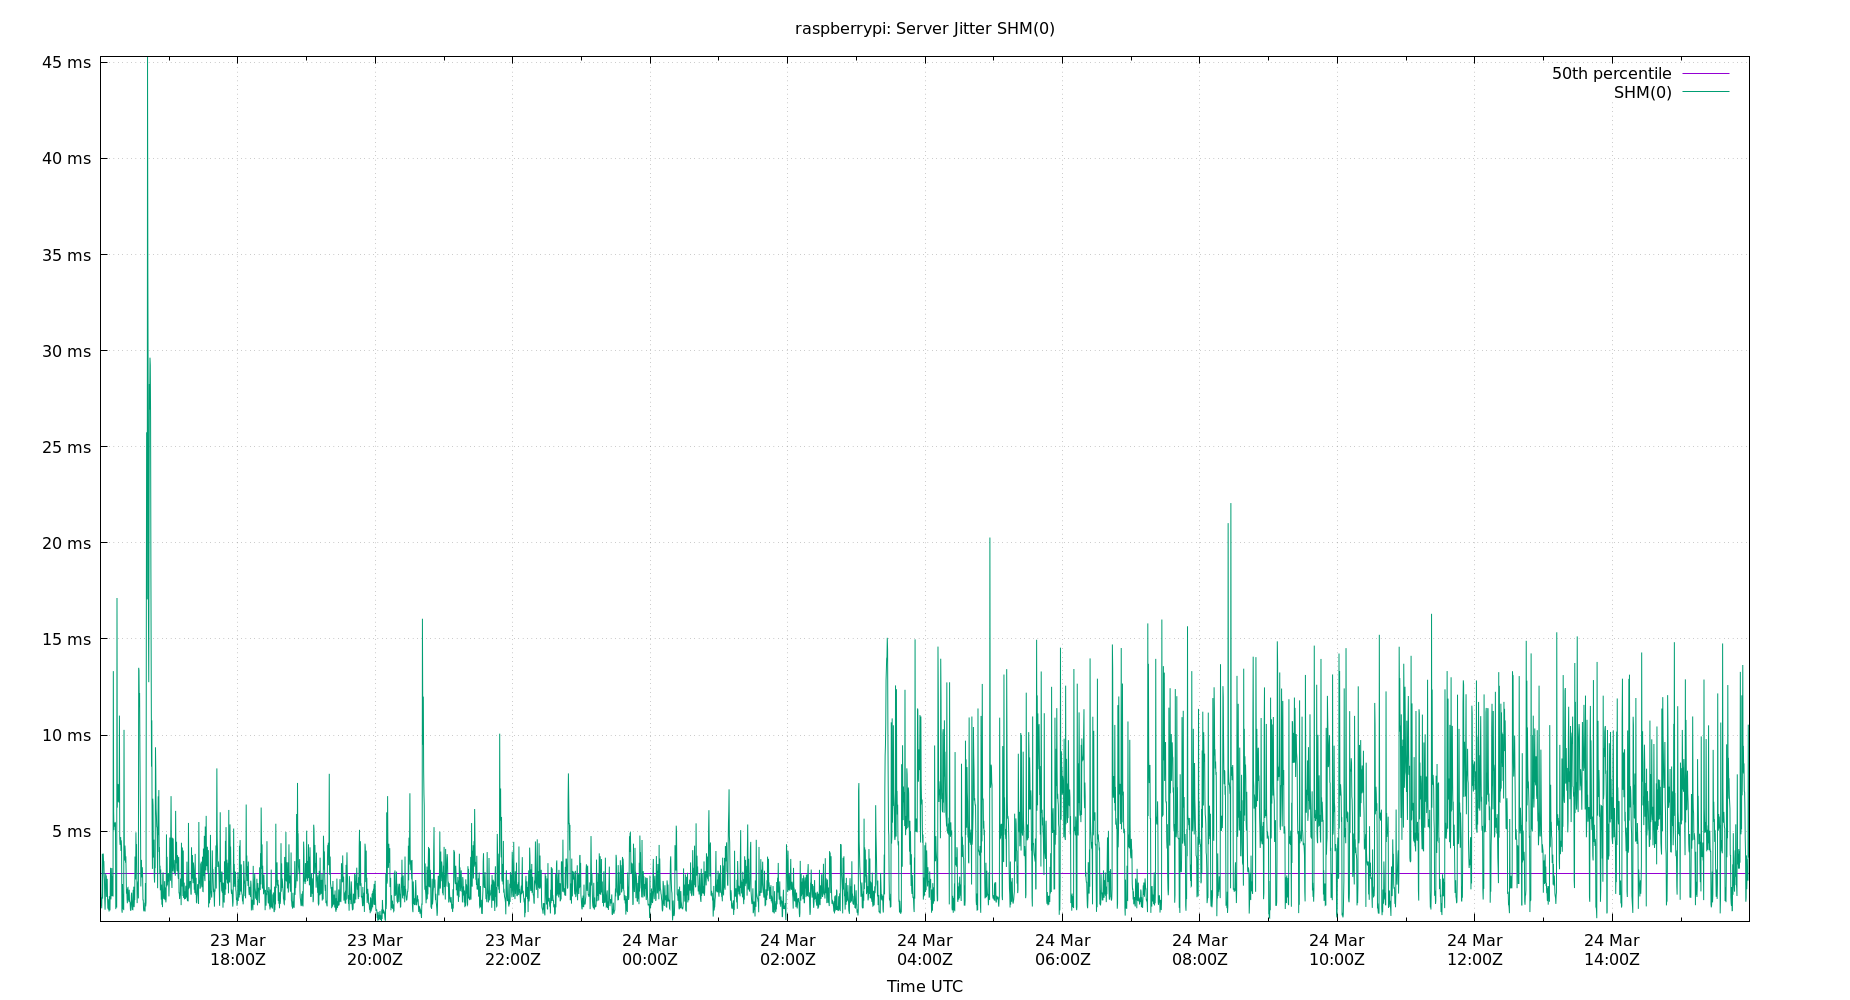 raspberrypi: Server Jitter SHM(0)
45 ms
40 ms
35 ms
30 ms
25 ms
20 ms
15 ms
10 ms
5 ms
50th percentile
SHM(0)
23 Mar 23 Mar 23 Mar 24 Mar 24 Mar 24 Mar 24 Mar 24 Mar 24 Mar 24 Mar 24 Mar
18:00Z 20:00Z 22:00Z 00:00Z 02:00Z 04:00Z 06:00Z 08:00Z 10:00Z 12:00Z 14:00Z
Time UTC